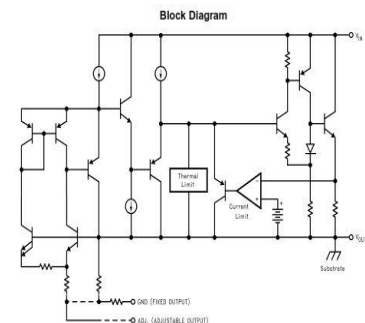 Block Diagram
VIN
Thermal
Limit
-
+
+
Current
Limit
VOUT
Substrate
GND (FIXED OUTPUT)
ADJ. (ADJUSTABLE OUTPUT)